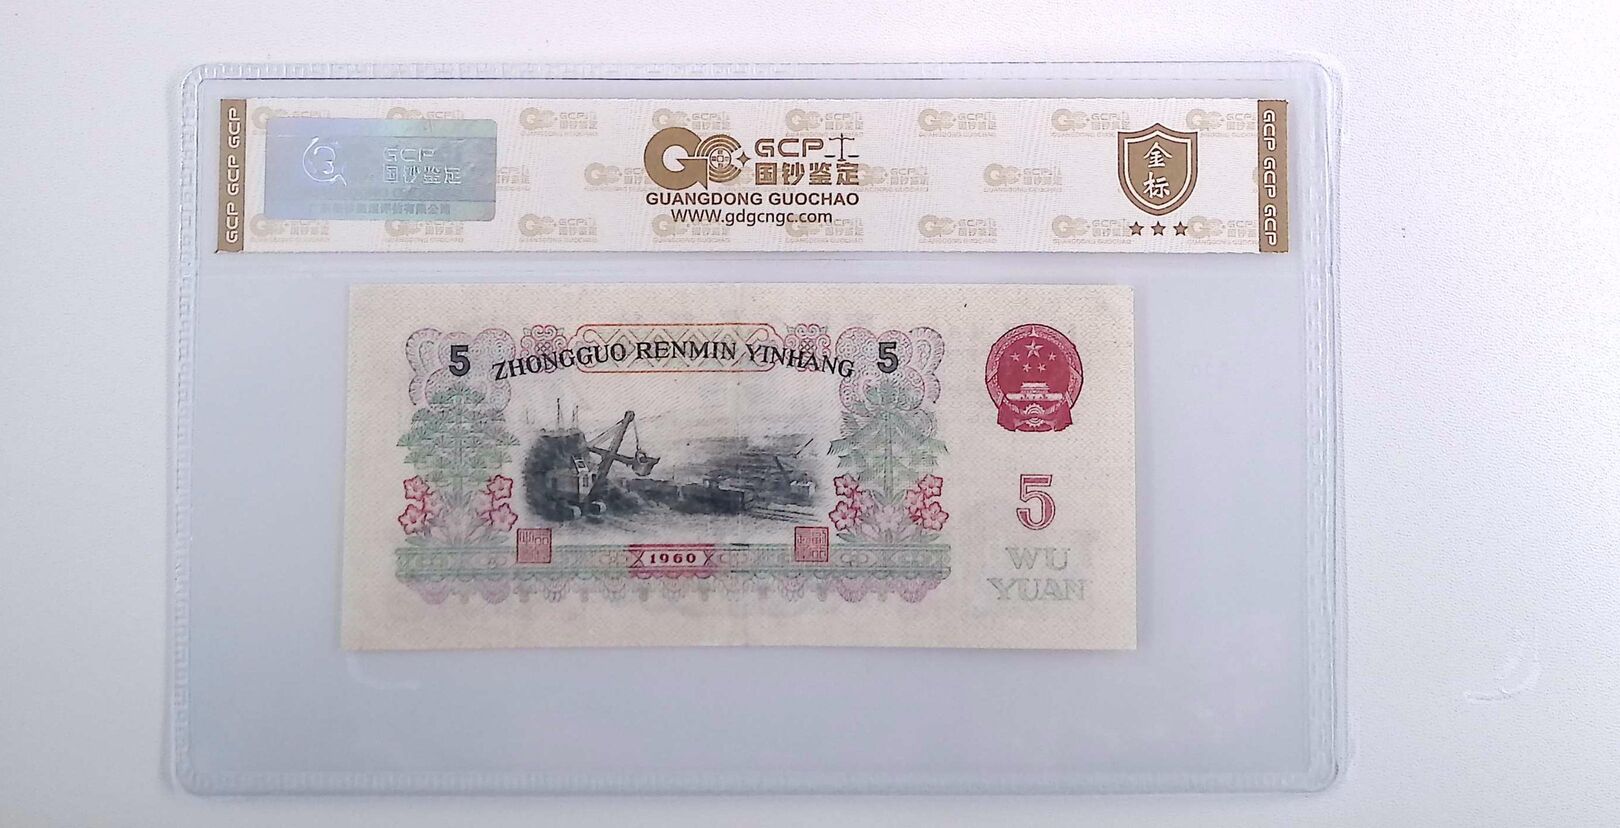 GCP GCP GCP
GCP
国钞鉴定
GCP
国钞鉴定
GUANGDONG GUOCHAO
WWW.gdgcngc.com
金
标
GCP GCP GCP
5 ZHONGGUO RENMIN YINHANG 5
5
1960
WU
YUAN